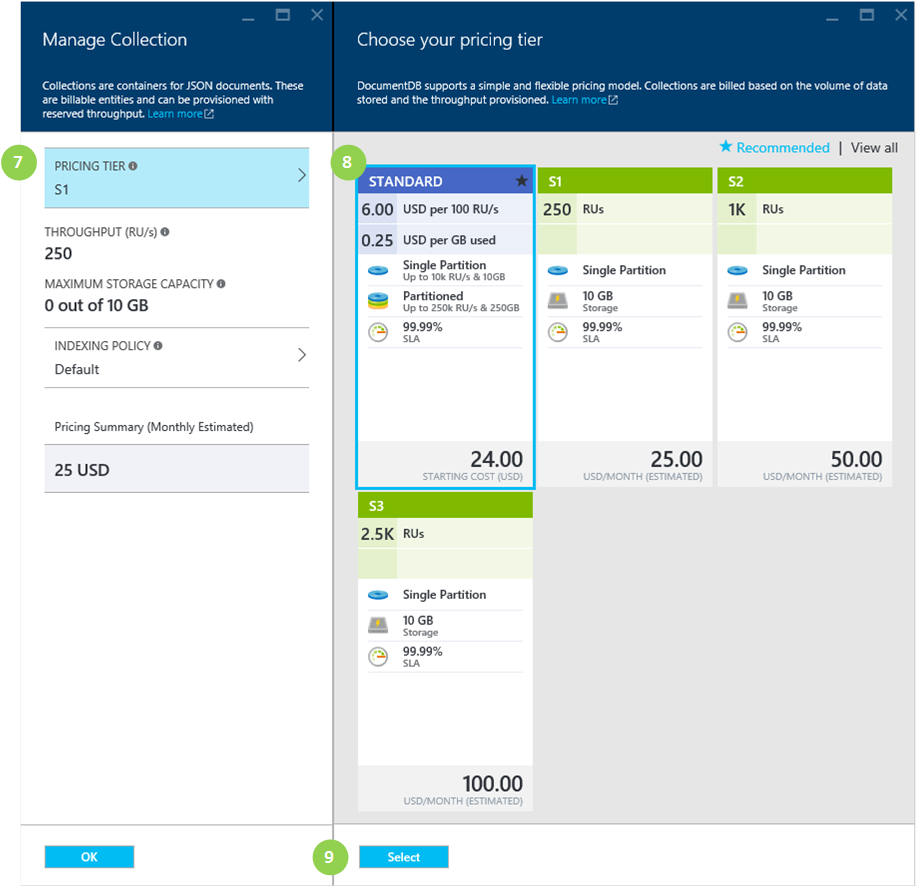 Manage Collection
Collections are containers for JSON documents. These
are billable entities and can be provisioned with
reserved throughput. Learn more
7
PRICING TIER
S1
THROUGHPUT (RU/s)
250
MAXIMUM STORAGE CAPACITY
0 out of 10 GB
INDEXING POLICY
Default
Pricing Summary (Monthly Estimated)
25 USD
OK
Choose your pricing tier
DocumentDB supports a simple and flexible pricing model. Collections are billed based on the volume of data
stored and the throughput provisioned. Learn more
Recommended | View all
8
STANDARD
6.00 USD per 100 RU/s
0.25 USD per GB used
Single Partition
Up to 10k RU/s & 10GB
Partitioned
Up to 250k RU/s & 250GB
99.99%
SLA
24.00
STARTING COST (USD)
S1
250 RUs
Single Partition
10 GB
Storage
99.99%
SLA
25.00
USD/MONTH (ESTIMATED)
S2
1K RUs
Single Partition
10 GB
Storage
99.99%
SLA
50.00
USD/MONTH (ESTIMATED)
S3
2.5K RUs
Single Partition
10 GB
Storage
99.99%
SLA
100.00
USD/MONTH (ESTIMATED)
9
Select